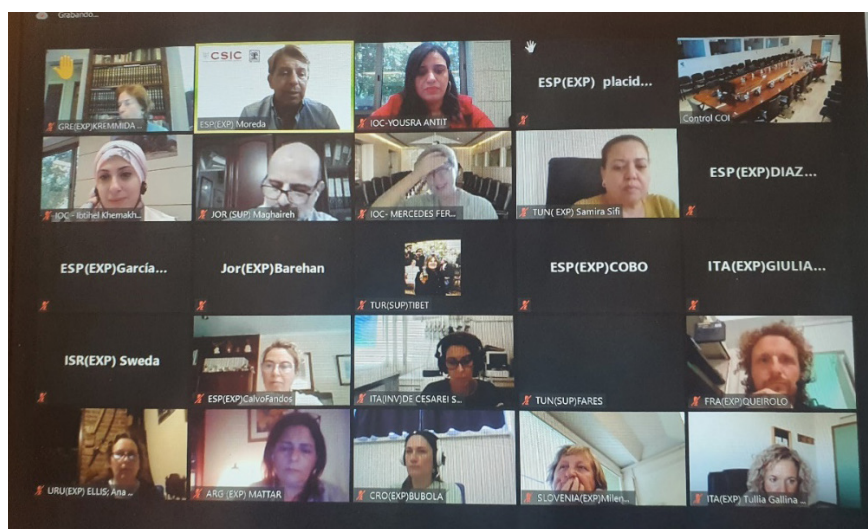 Grabando...
CSIC
GRE(EXP)KREMMIDA ...
ESP(EXP) Moreda
IOC-YOUSRA ANTIT
ESP(EXP) placid...
Control COI
IOC - Ibtihel Khemakh...
JOR (SUP) Maghaireh
IOC- MERCEDES FER...
TUN( EXP) Samira Sifi
ESP(EXP)DIAZ...
ESP(EXP)García...
Jor(EXP)Barehan
TUR(SUP)TIBET
ESP(EXP)COBO
ITA(EXP)GIULIA...
ISR(EXP) Sweda
ESP(EXP)CalvoFandos
ITA(INV)DE CESAREI S...
TUN(SUP)FARES
FRA(EXP)QUEIROLO
URU(EXP) ELLIS; Ana ...
ARG (EXP) MATTAR
CRO(EXP)BUBOLA
SLOVENIA(EXP)Milen...
ITA(EXP) Tullia Gallina ...